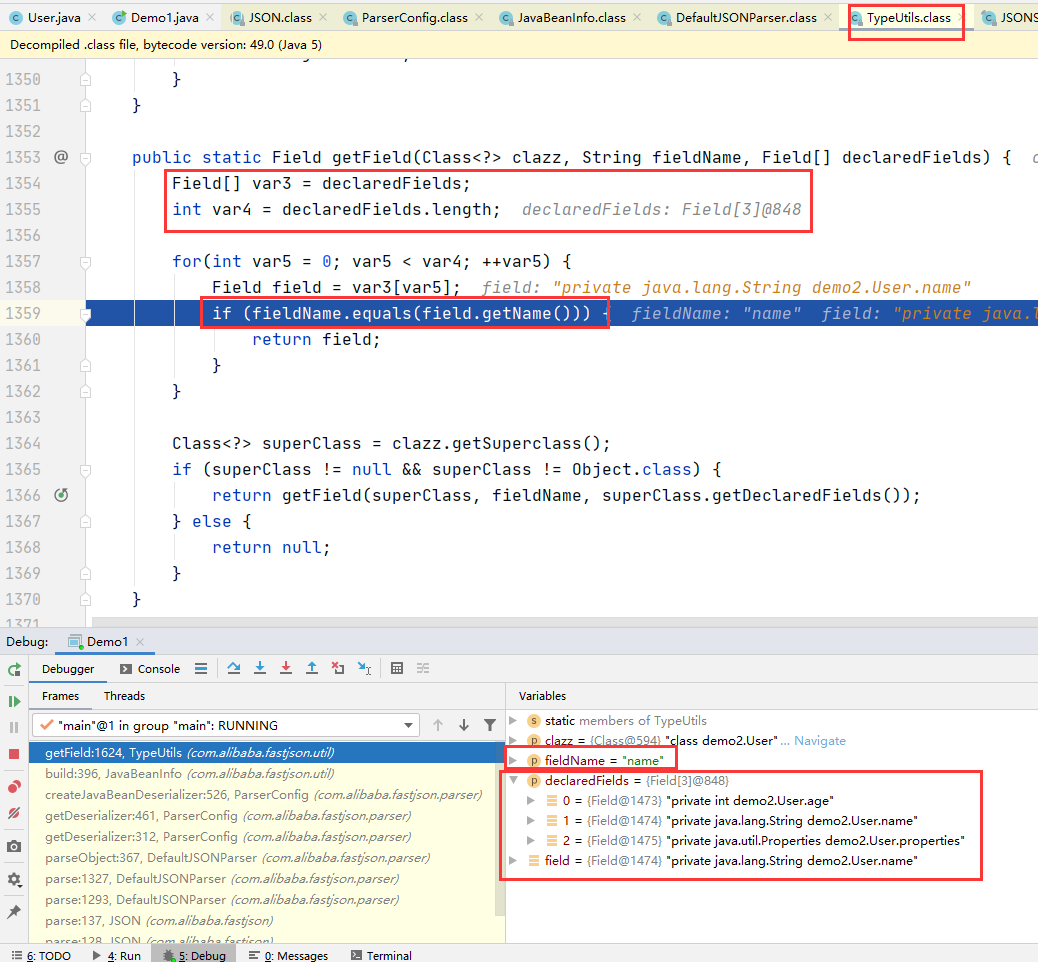 User.java × Demo1.java × JSON.class × ParserConfig.class × JavaBeanInfo.class × DefaultJSONParser.class × TypeUtils.class × JSONS
Decompiled .class file, bytecode version: 49.0 (Java 5)
1350 }
1351 }
1352
1353 @ public static Field getField(Class<?> clazz, String fieldName, Field[] declaredFields) {
1354 Field[] var3 = declaredFields;
1355 int var4 = declaredFields.length; declaredFields: Field[3]@848
1356
1357 for(int var5 = 0; var5 < var4; ++var5) {
1358 Field field = var3[var5]; field: "private java.lang.String demo2.User.name"
1359 if (fieldName.equals(field.getName())) { fieldName: "name" field: "private java.l
1360 return field;
1361 }
1362 }
1363
1364 Class<?> superClass = clazz.getSuperclass();
1365 if (superClass != null && superClass != Object.class) {
1366 return getField(superClass, fieldName, superClass.getDeclaredFields());
1367 } else {
1368 return null;
1369 }
1370 }
1371
Debug: Demo1 ×
Debugger Console
Frames Threads
"main"@1 in group "main": RUNNING
getField:1624, TypeUtils (com.alibaba.fastjson.util)
build:396, JavaBeanInfo (com.alibaba.fastjson.util)
createJavaBeanDeserializer:526, ParserConfig (com.alibaba.fastjson.parser)
getDeserializer:461, ParserConfig (com.alibaba.fastjson.parser)
getDeserializer:312, ParserConfig (com.alibaba.fastjson.parser)
parseObject:367, DefaultJSONParser (com.alibaba.fastjson.parser)
parse:1327, DefaultJSONParser (com.alibaba.fastjson.parser)
parse:1293, DefaultJSONParser (com.alibaba.fastjson.parser)
parse:137, JSON (com.alibaba.fastjson)
parse:128, JSON (com.alibaba.fastjson)
Variables
static members of TypeUtils
clazz = {Class@594} "class demo2.User" ... Navigate
fieldName = "name"
declaredFields = {Field[3]@848}
0 = {Field@1473} "private int demo2.User.age"
1 = {Field@1474} "private java.lang.String demo2.User.name"
2 = {Field@1475} "private java.util.Properties demo2.User.properties"
field = {Field@1474} "private java.lang.String demo2.User.name"
6: TODO 4: Run 5: Debug 0: Messages Terminal